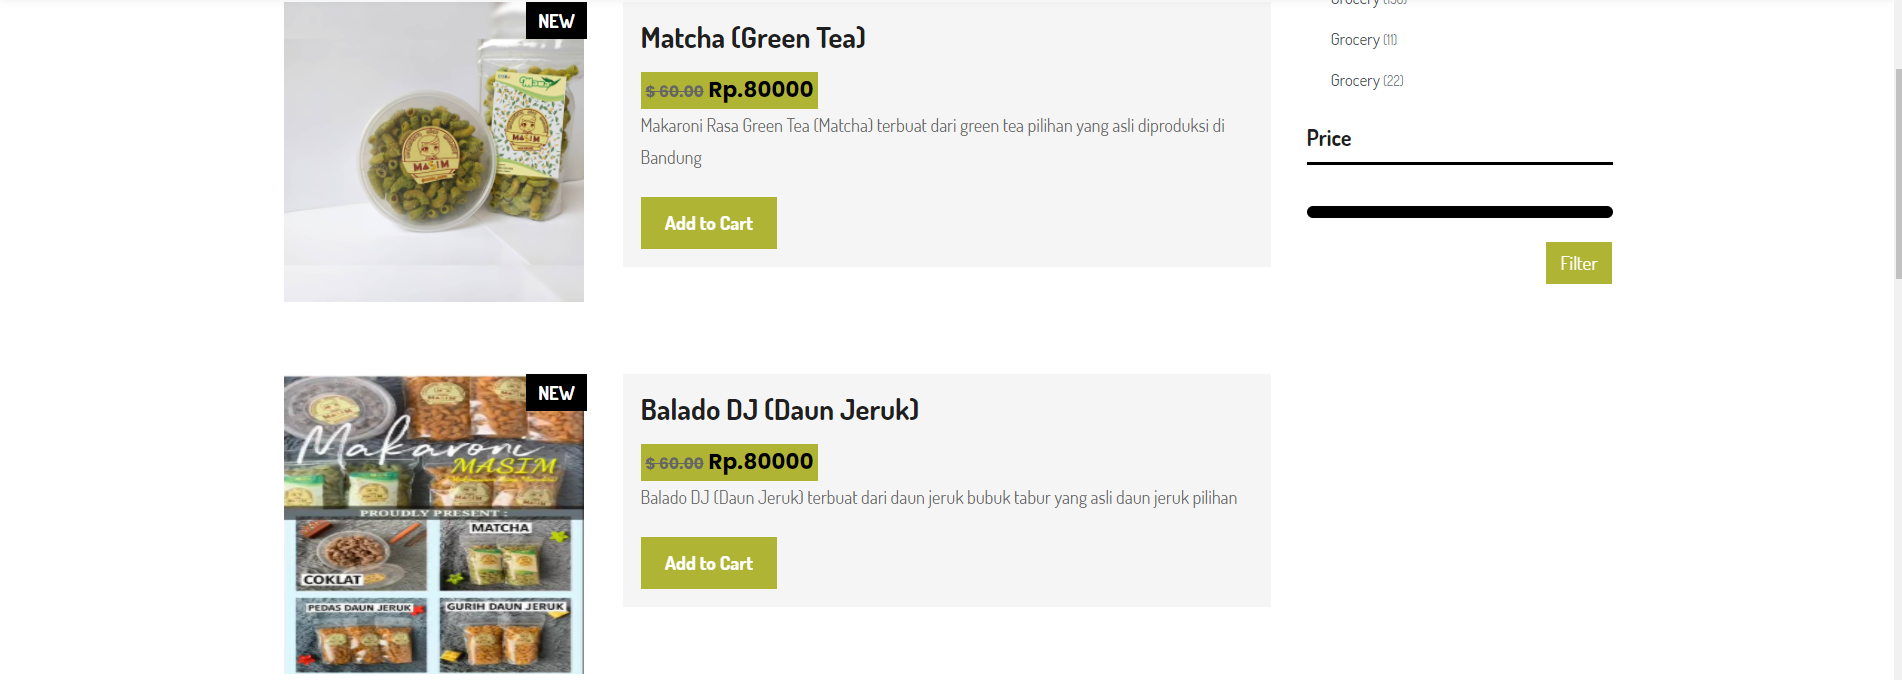 NEW
Matcha (Green Tea)
$ 60.00 Rp.80000
Makaroni Rasa Green Tea (Matcha) terbuat dari green tea pilihan yang asli diproduksi di
Bandung
Add to Cart
MASIM
MASIM
NEW
Balado DJ (Daun Jeruk)
$ 60.00 Rp.80000
Balado DJ (Daun Jeruk) terbuat dari daun jeruk bubuk tabur yang asli daun jeruk pilihan
Add to Cart
Makaroni
MASIM
PROUDLY PRESENT :
MATCHA
COKLAT
PEDAS DAUN JERUK
GURIH DAUN JERUK
Grocery
Grocery (11)
Grocery (22)
Price
Filter